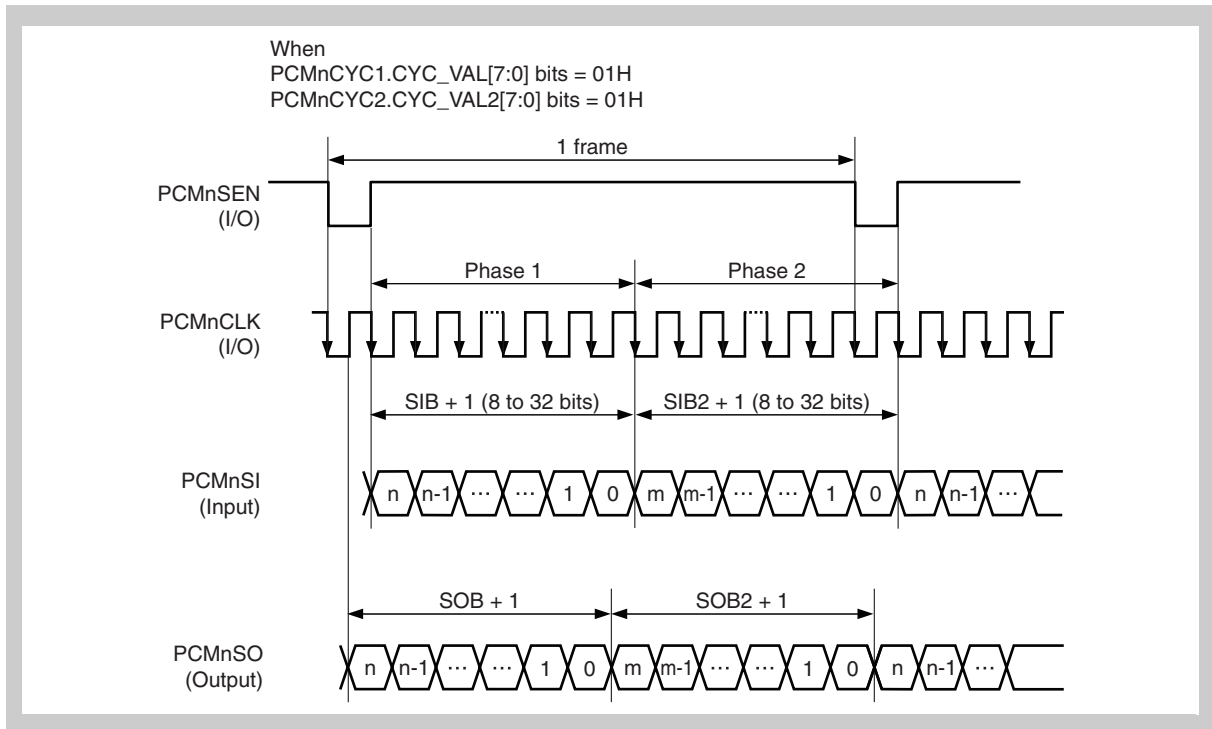 When
PCMnCYC1.CYC_VAL[7:0] bits = 01H
PCMnCYC2.CYC_VAL2[7:0] bits = 01H
1 frame
PCMnSEN
(I/O)
Phase 1 Phase 2
PCMnCLK
(I/O)
SIB + 1 (8 to 32 bits) SIB2 + 1 (8 to 32 bits)
PCMnSI
(Input)
n n-1 ... ... 1 0 m m-1 ... ... 1 0 n n-1 ...
SOB + 1 SOB2 + 1
PCMnSO
(Output)
n n-1 ... ... 1 0 m m-1 ... ... 1 0 n n-1 ...